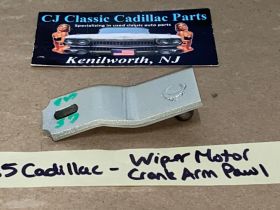 CJ Classic Cadillac Parts
Specializing in used classic auto parts
Kenilworth, NJ
.5 Cadillac - Wiper Motor
Crank Arm Pawl